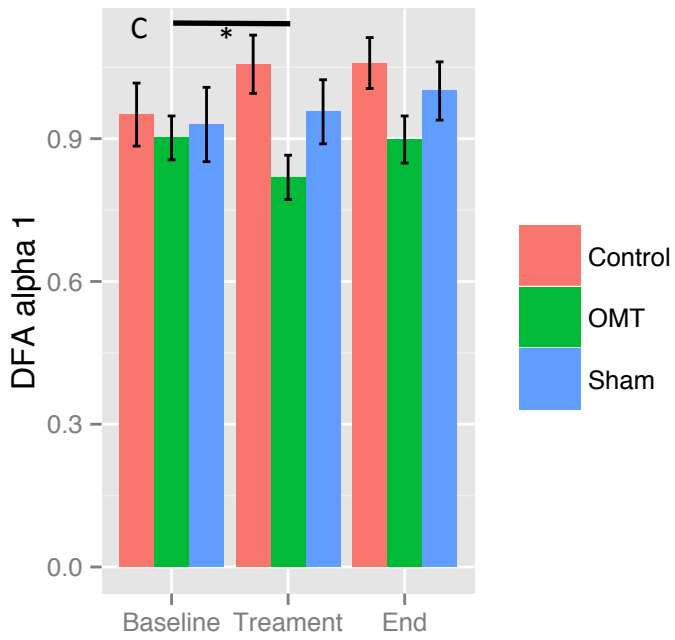 C
*
DFA alpha 1
0.9
0.6
0.3
0.0
Baseline
Treament
End
Control
OMT
Sham